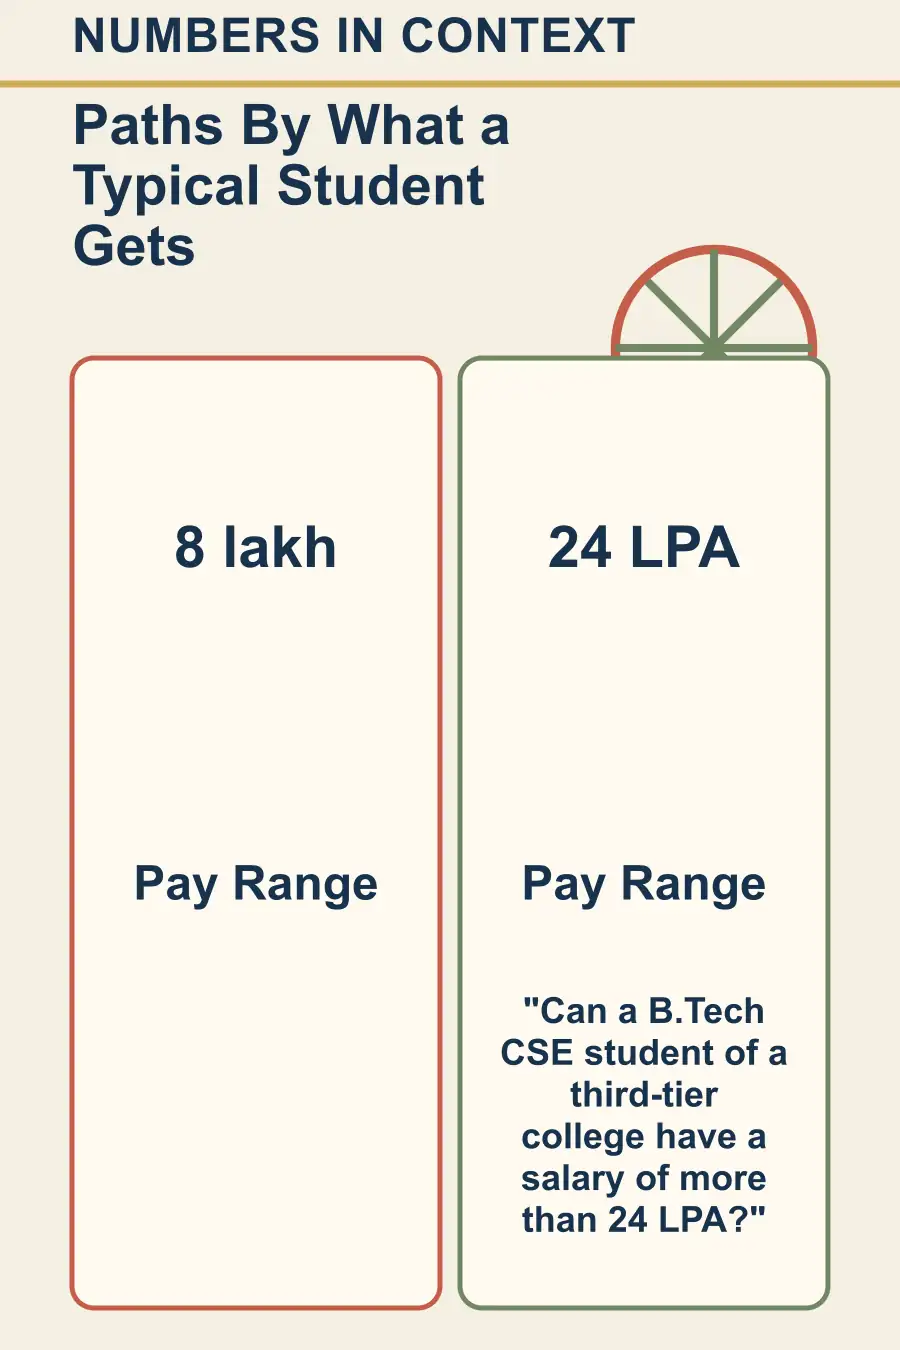 NUMBERS IN CONTEXT
Paths By What a
Typical Student
Gets
8 lakh
Pay Range
24 LPA
Pay Range
"Can a B.Tech
CSE student of a
third-tier
college have a
salary of more
than 24 LPA?"